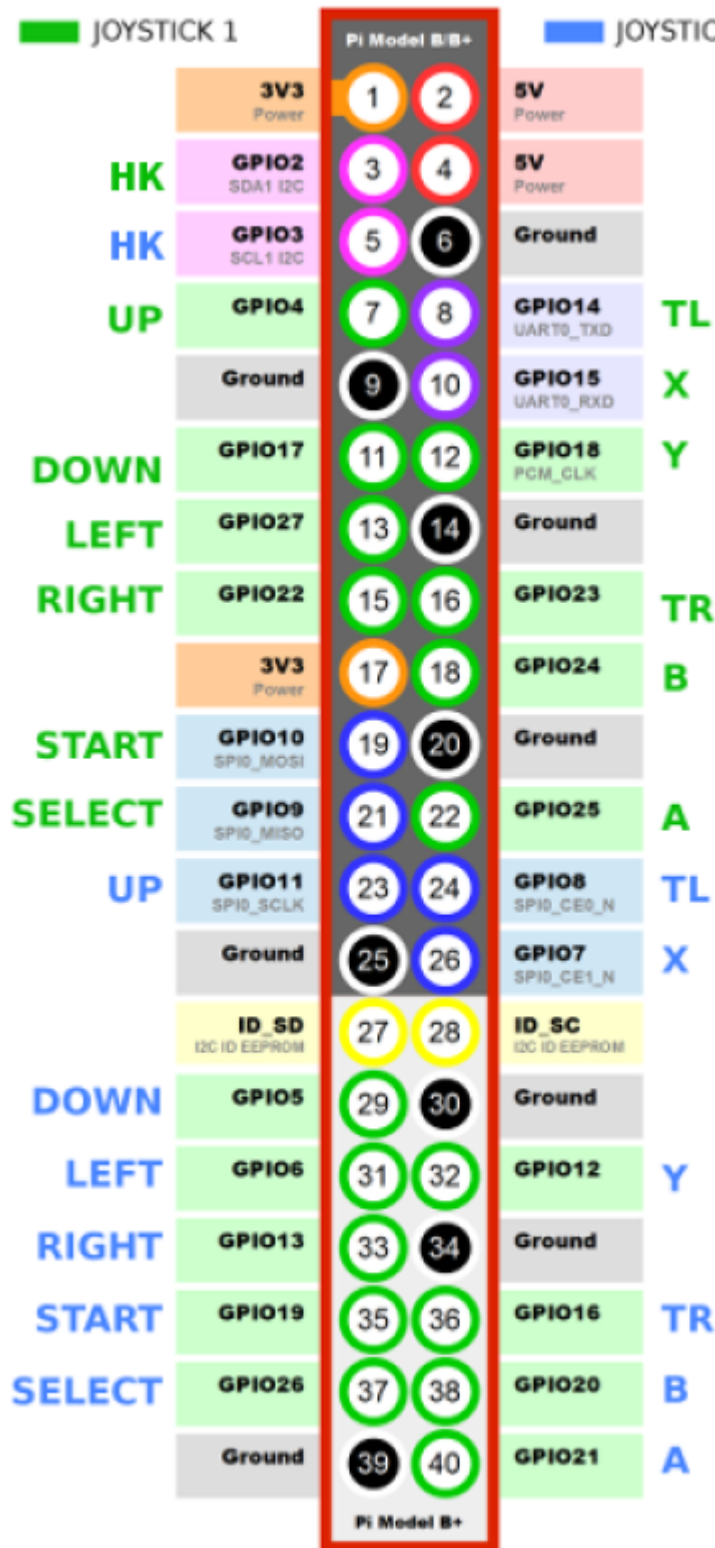 JOYSTICK 1
Pi Model B/B+
JOYSTIC
3V3
Power
1
2
5V
Power
HK
GPIO2
SDA1 I2C
3
4
5V
Power
HK
GPIO3
SCL1 I2C
5
6
Ground
UP
GPIO4
7
8
GPIO14
UART0_TXD
TL
Ground
9
10
GPIO15
UART0_RXD
X
DOWN
GPIO17
11
12
GPIO18
PCM_CLK
Y
LEFT
GPIO27
13
14
Ground
RIGHT
GPIO22
15
16
GPIO23
TR
3V3
Power
17
18
GPIO24
B
START
GPIO10
SPI0_MOSI
19
20
Ground
SELECT
GPIO9
SPI0_MISO
21
22
GPIO25
A
UP
GPIO11
SPI0_SCLK
23
24
GPIO8
SPI0_CE0_N
TL
Ground
25
26
GPIO7
SPI0_CE1_N
X
ID_SD
I2C ID EEPROM
27
28
ID_SC
I2C ID EEPROM
DOWN
GPIO5
29
30
Ground
LEFT
GPIO6
31
32
GPIO12
Y
RIGHT
GPIO13
33
34
Ground
START
GPIO19
35
36
GPIO16
TR
SELECT
GPIO26
37
38
GPIO20
B
Ground
39
40
GPIO21
A
Pi Model B+